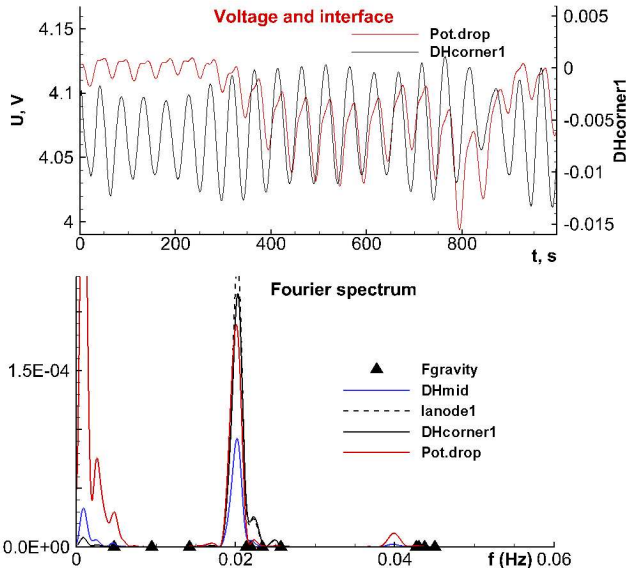 Voltage and interface
Pot.drop
DHcorner1
U, V
4.15
4.1
4.05
4
0.005
0
-0.005
-0.01
-0.015
DHcorner1
0 200 400 600 800
t, s
Fourier spectrum
1.5E-04
0.0E+00
Fgravity
DHmid
Ianode1
DHcorner1
Pot.drop
0 0.02 0.04 0.06
f (Hz)